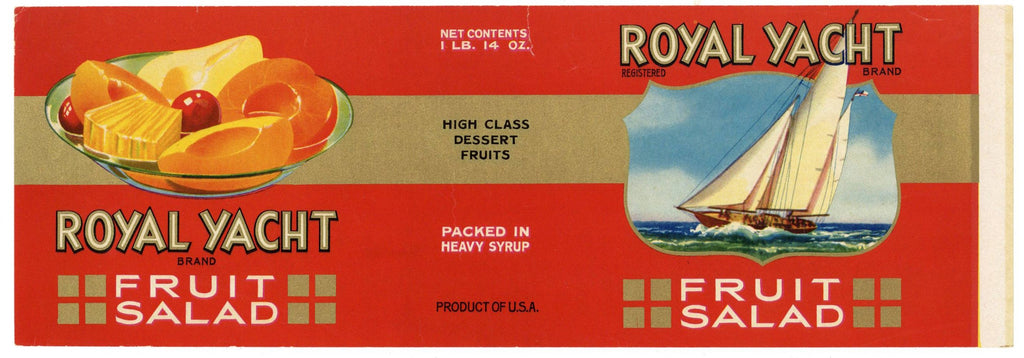 ROYAL YACHT
BRAND
FRUIT
SALAD
NET CONTENTS
1 LB. 14 OZ.
HIGH CLASS
DESSERT
FRUITS
PACKED IN
HEAVY SYRUP
PRODUCT OF U.S.A.
ROYAL YACHT
REGISTERED
BRAND
FRUIT
SALAD